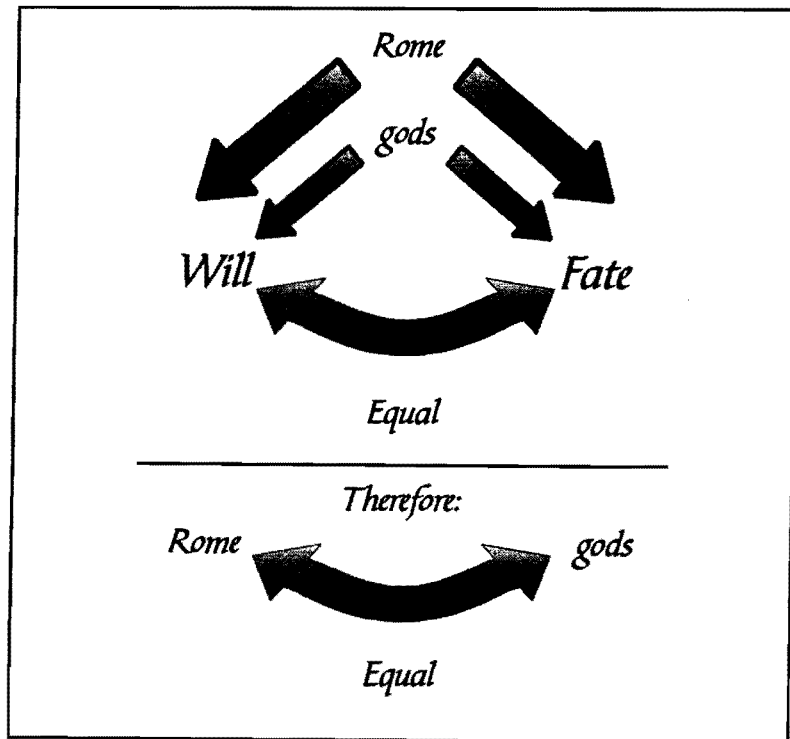 Rome
gods
Will Fate
Equal
Therefore:
Rome gods
Equal